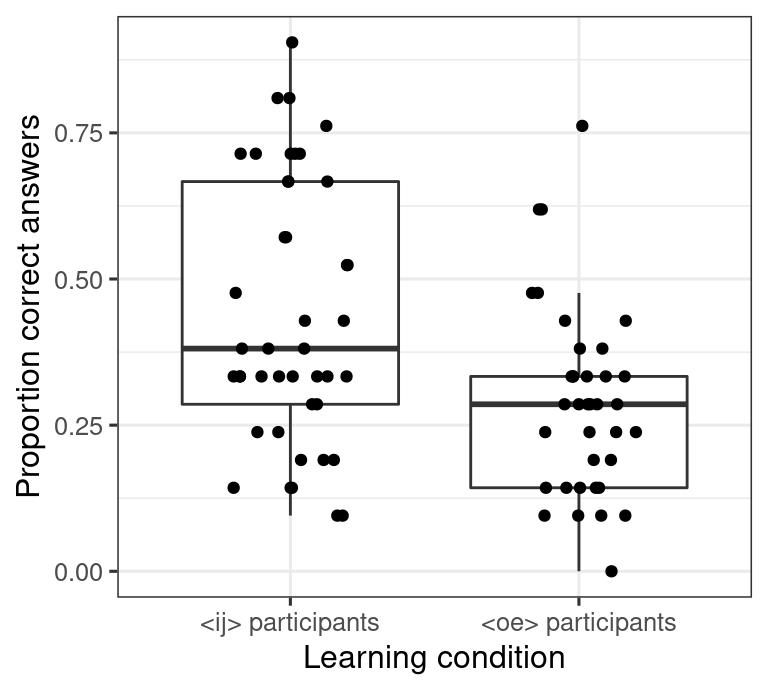 Proportion correct answers
0.75
0.50
0.25
0.00
<ij> participants
<oe> participants
Learning condition